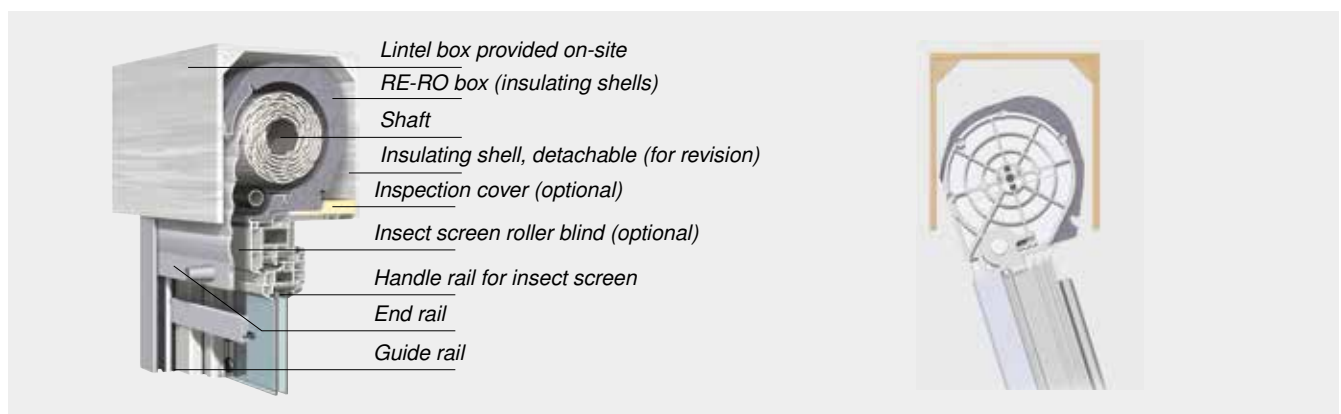 Lintel box provided on-site
RE-RO box (insulating shells)
Shaft
Insulating shell, detachable (for revision)
Inspection cover (optional)
Insect screen roller blind (optional)
Handle rail for insect screen
End rail
Guide rail